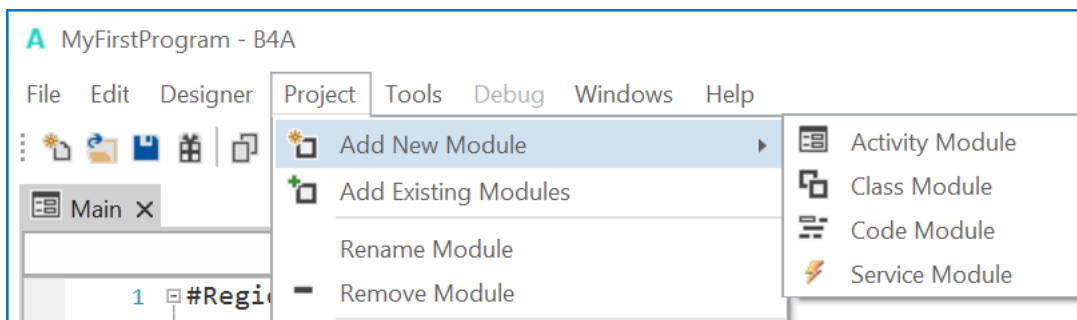 A MyFirstProgram - B4A
File Edit Designer Project Tools Debug Windows Help
Add New Module
Add Existing Modules
Rename Module
Remove Module
Activity Module
Class Module
Code Module
Service Module
Main
1 #Regi